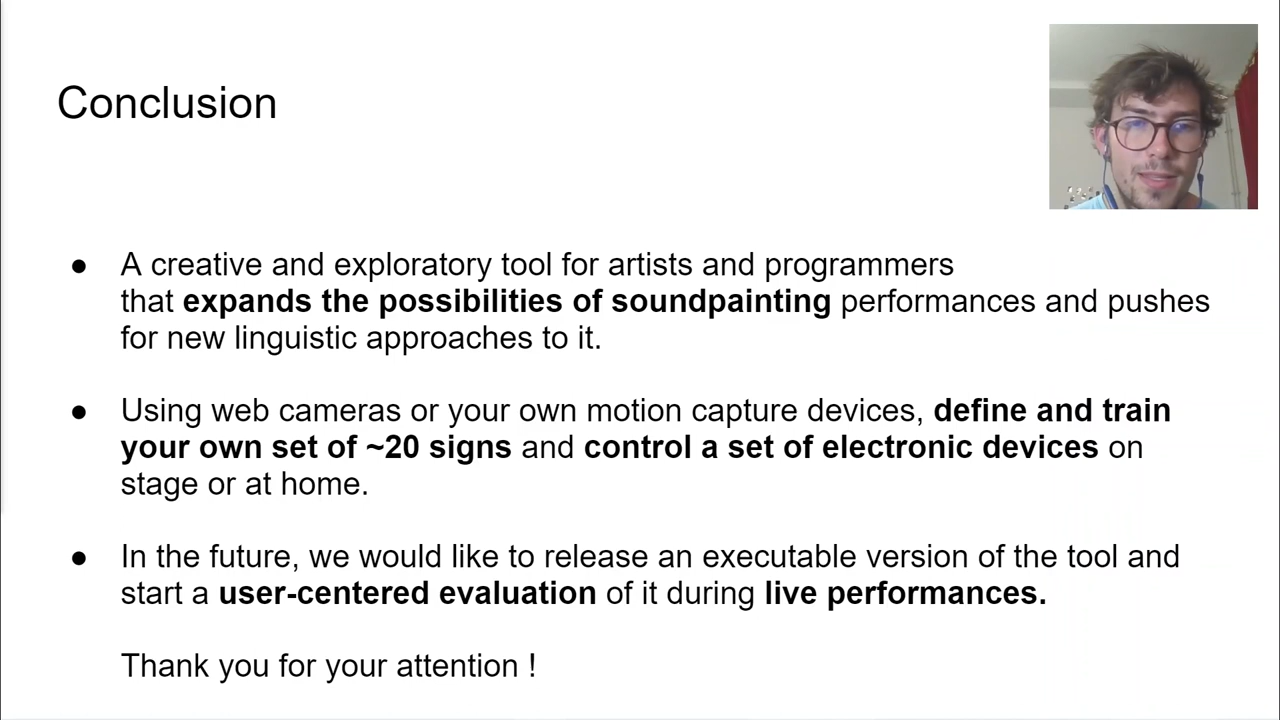 Conclusion
● A creative and exploratory tool for artists and programmers
that expands the possibilities of soundpainting performances and pushes
for new linguistic approaches to it.
● Using web cameras or your own motion capture devices, define and train
your own set of ~20 signs and control a set of electronic devices on
stage or at home.
● In the future, we would like to release an executable version of the tool and
start a user-centered evaluation of it during live performances.
Thank you for your attention !